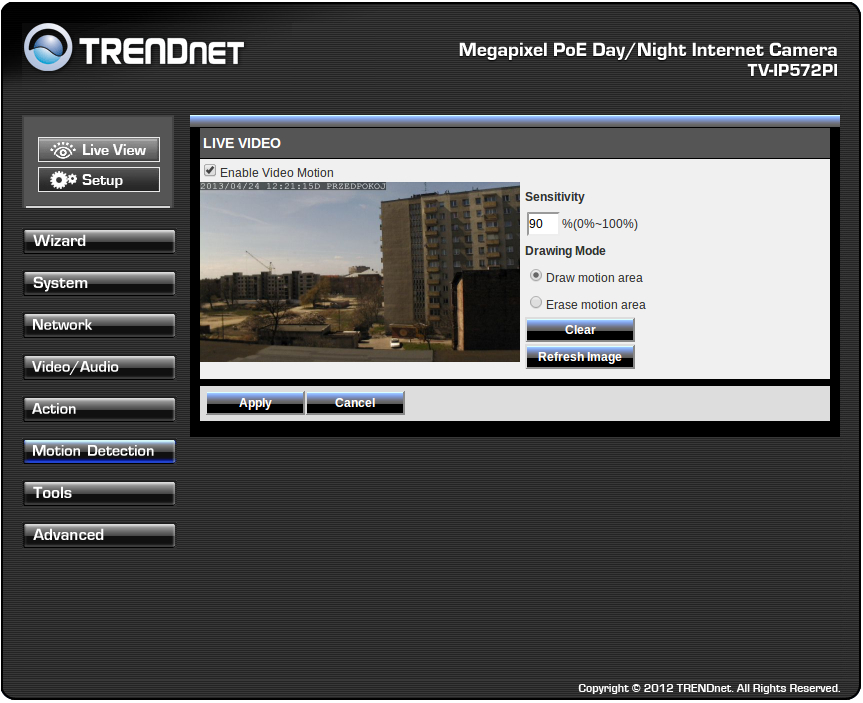 TRENDNET
Megapixel PoE Day/Night Internet Camera
TV-IP572PI
Live View
Setup
Wizard
System
Network
Video/Audio
Action
Motion Detection
Tools
Advanced
LIVE VIDEO
Enable Video Motion
2013/04/24 12:21:15D PRZEDPOKOJ
Sensitivity
90 %(0%~100%)
Drawing Mode
Draw motion area
Erase motion area
Clear
Refresh Image
Apply
Cancel
Copyright © 2012 TRENDnet. All Rights Reserved.